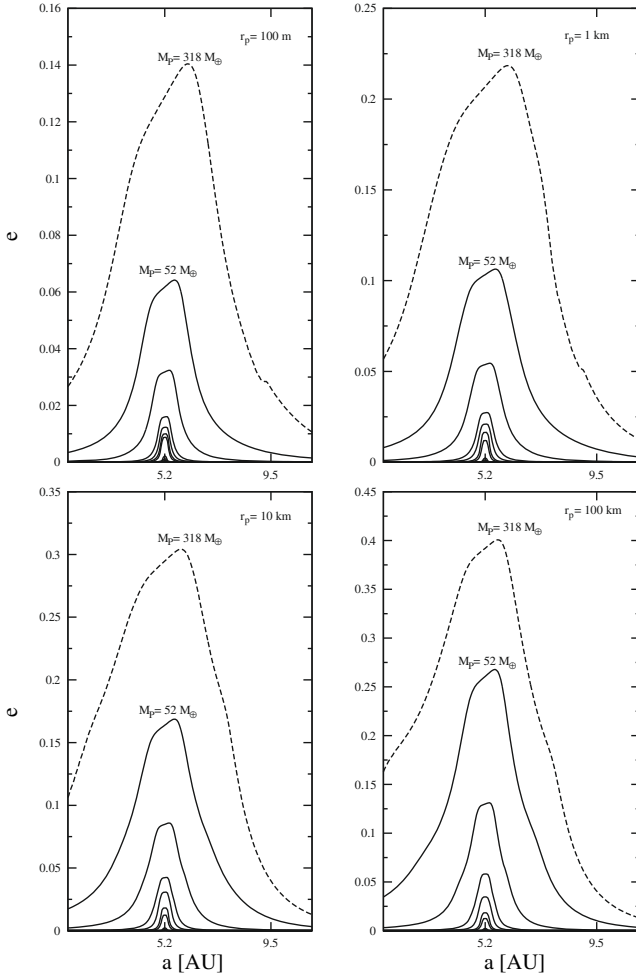 0.16
r_p = 100 m
M_P = 318 M_⊕
0.14
0.12
0.1
e
0.08
M_P = 52 M_⊕
0.06
0.04
0.02
0
5.2
9.5
0.25
r_p = 1 km
M_P = 318 M_⊕
0.2
0.15
M_P = 52 M_⊕
0.1
0.05
0
5.2
9.5
0.35
r_p = 10 km
M_P = 318 M_⊕
0.3
0.25
e
0.2
M_P = 52 M_⊕
0.15
0.1
0.05
0
5.2
9.5
a [AU]
0.45
r_p = 100 km
M_P = 318 M_⊕
0.4
0.35
0.3
M_P = 52 M_⊕
0.25
0.2
0.15
0.1
0.05
0
5.2
9.5
a [AU]